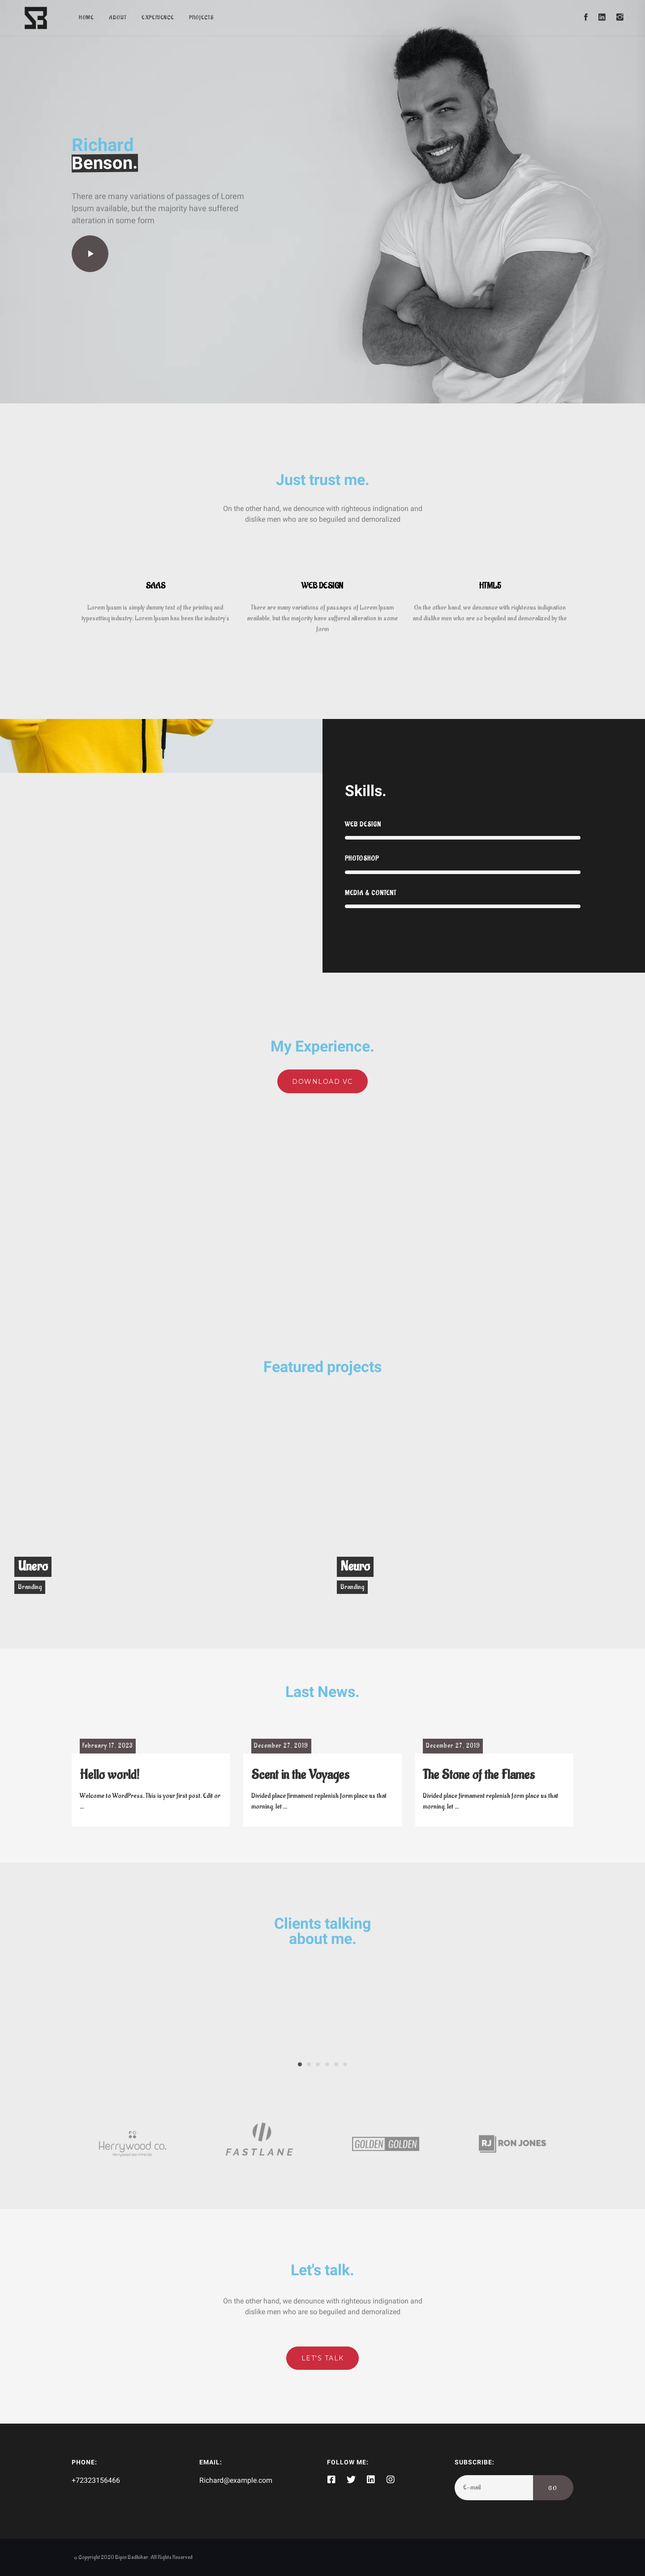 HOME ABOUT EXPERIENCE PROJECTS
Richard
Benson.
There are many variations of passages of Lorem
Ipsum available, but the majority have suffered
alteration in some form
Just trust me.
On the other hand, we denounce with righteous indignation and
dislike men who are so beguiled and demoralized
SAAS
Lorem Ipsum is simply dummy text of the printing and
typesetting industry. Lorem Ipsum has been the industry's
WEB DESIGN
There are many variations of passages of Lorem Ipsum
available, but the majority have suffered alteration in some
form
HTML5
On the other hand, we denounce with righteous indignation
and dislike men who are so beguiled and demoralized by the
Skills.
WEB DESIGN
PHOTOSHOP
MEDIA & CONTENT
My Experience.
DOWNLOAD VC
Featured projects
Unero
Branding
Neuro
Branding
Last News.
February 17, 2023
Hello world!
Welcome to WordPress. This is your first post. Edit or
...
December 27, 2019
Scent in the Voyages
Divided place firmament replenish form place us that
morning, let ...
December 27, 2019
The Stone of the Flames
Divided place firmament replenish form place us that
morning, let ...
Clients talking
about me.
Herrywood co.
FASTLANE
GOLDEN GOLDEN
RJ RON JONES
Let's talk.
On the other hand, we denounce with righteous indignation and
dislike men who are so beguiled and demoralized
LET'S TALK
PHONE:
+72323156466
EMAIL:
Richard@example.com
FOLLOW ME:
SUBSCRIBE:
E-mail
GO
© Copyright 2020 Bipin Badhikar. All Rights Reserved